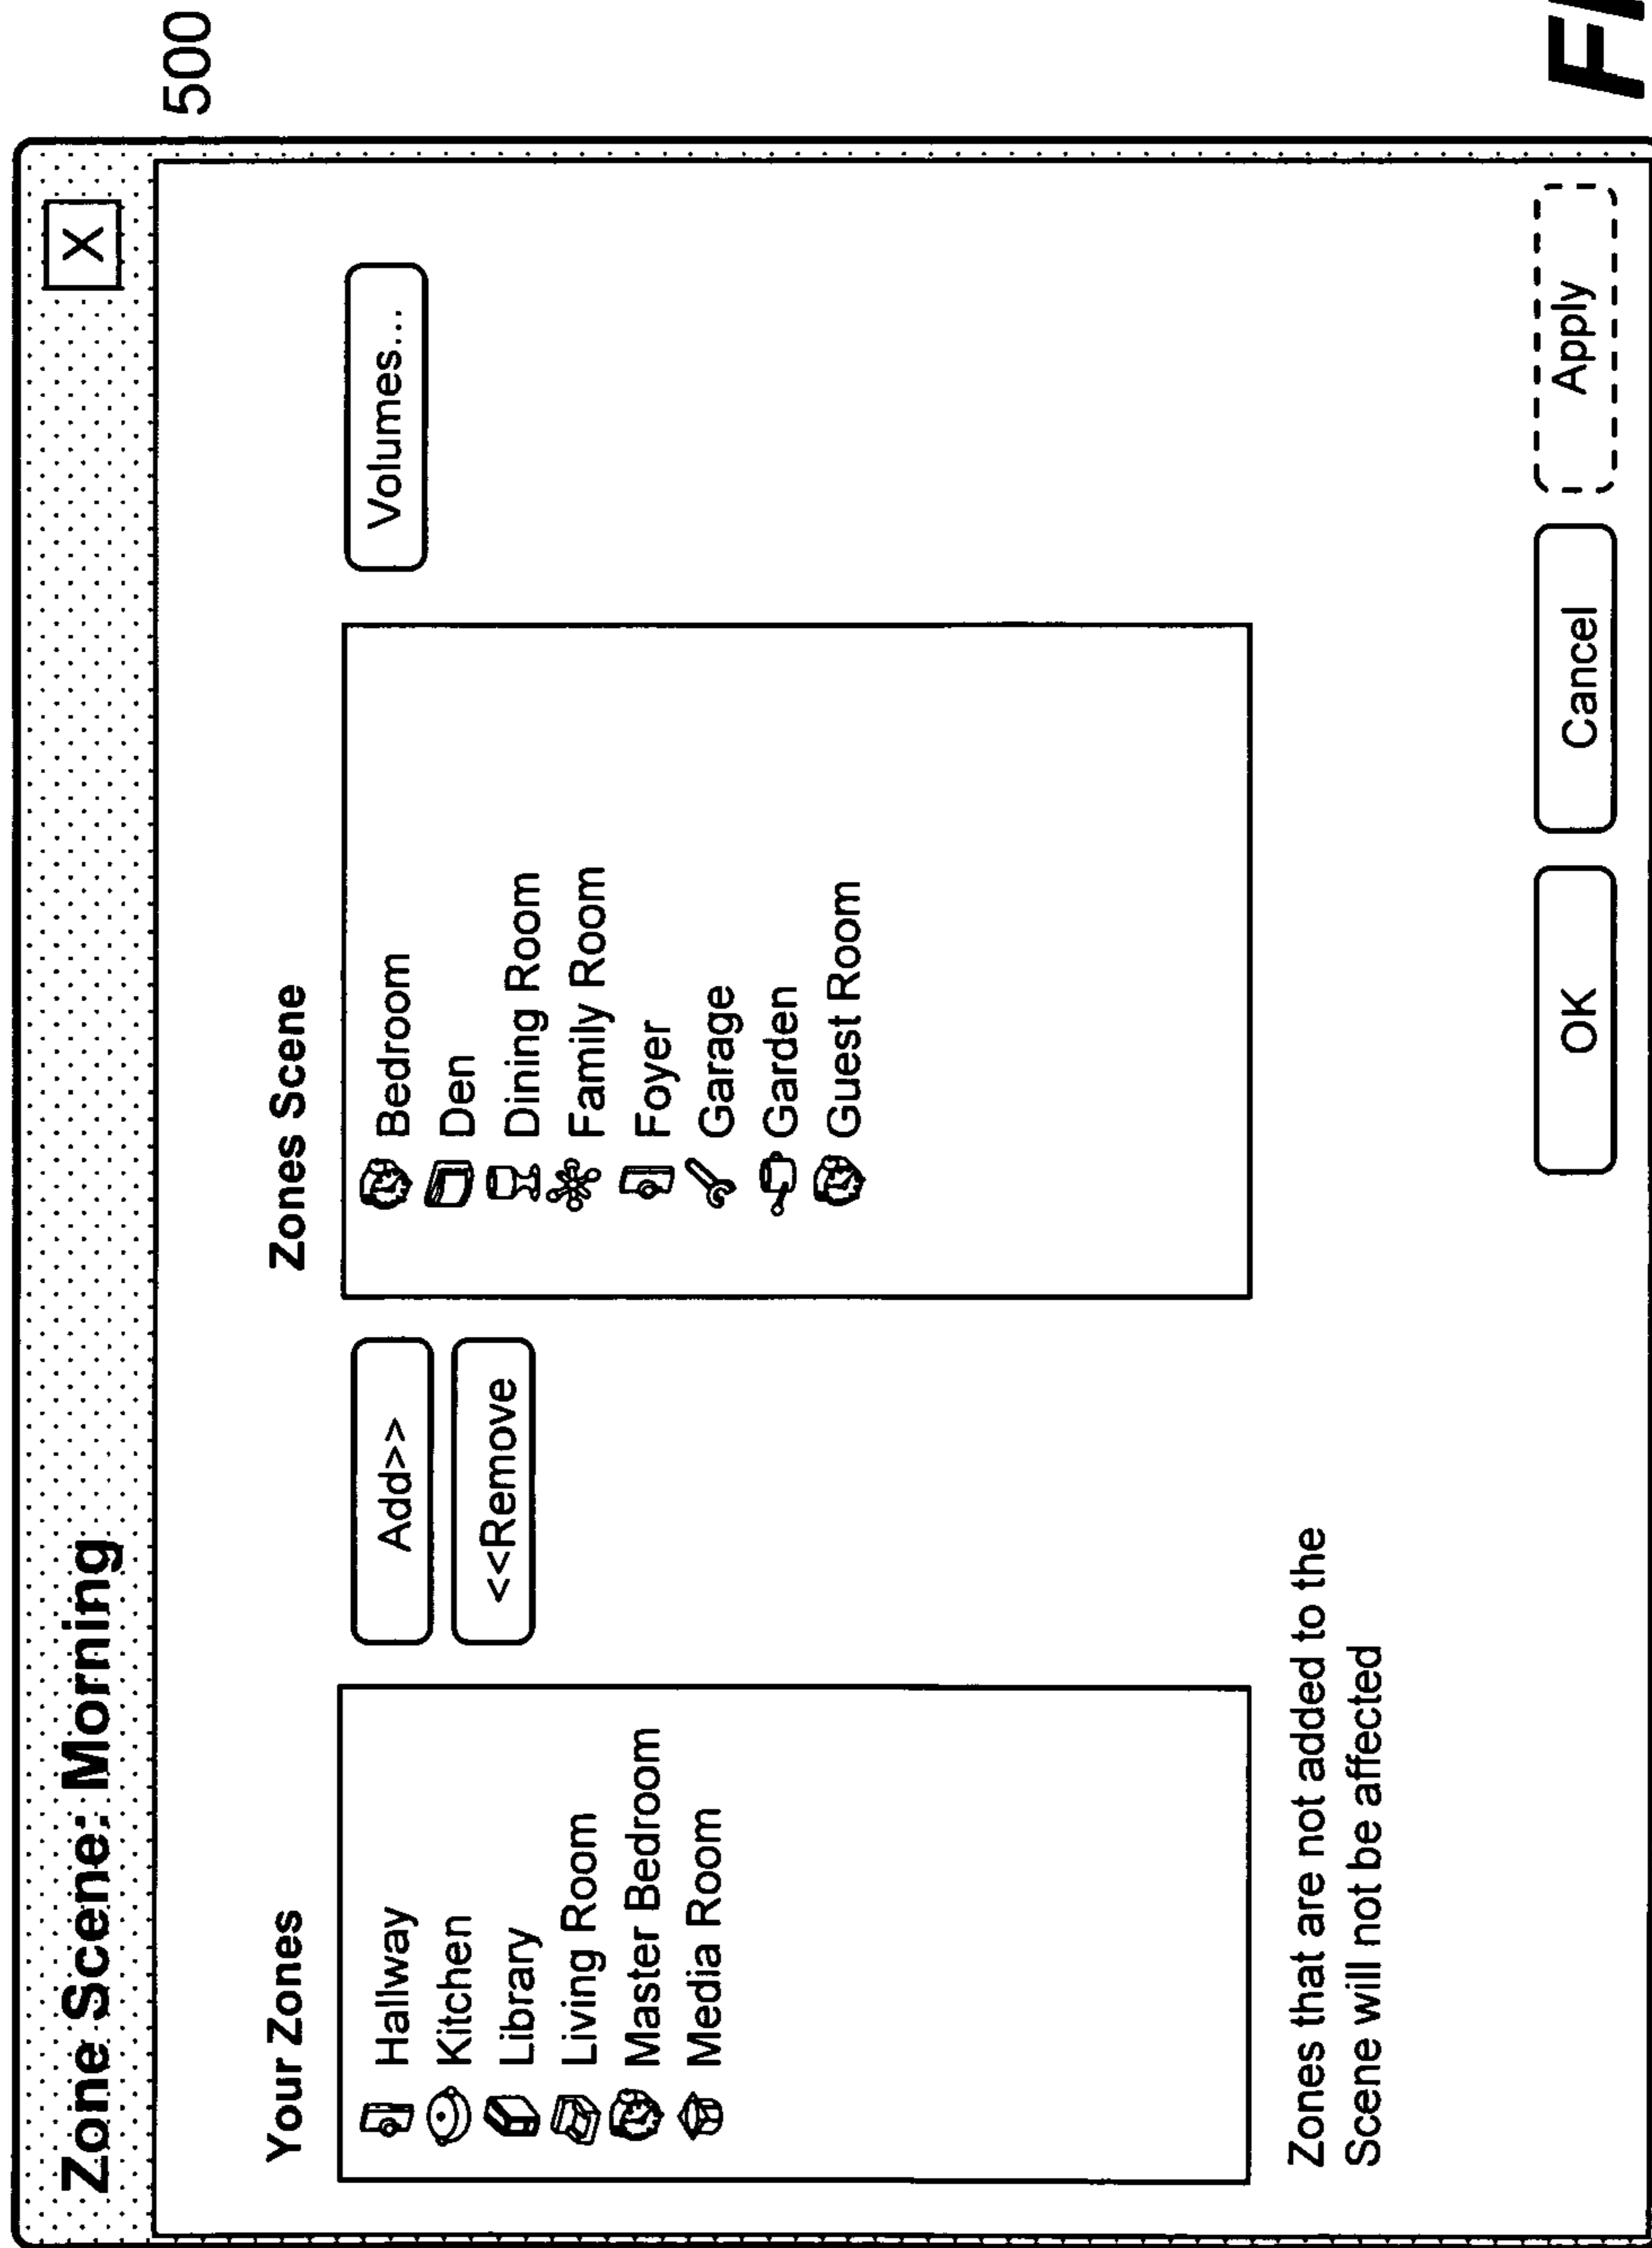 Zone Scene: Morning
X
500
Your Zones
Hallway
Kitchen
Library
Living Room
Master Bedroom
Media Room
Add>>
<<Remove
Zones Scene
Bedroom
Den
Dining Room
Family Room
Foyer
Garage
Garden
Guest Room
Volumes...
Zones that are not added to the
Scene will not be affected
OK
Cancel
Apply